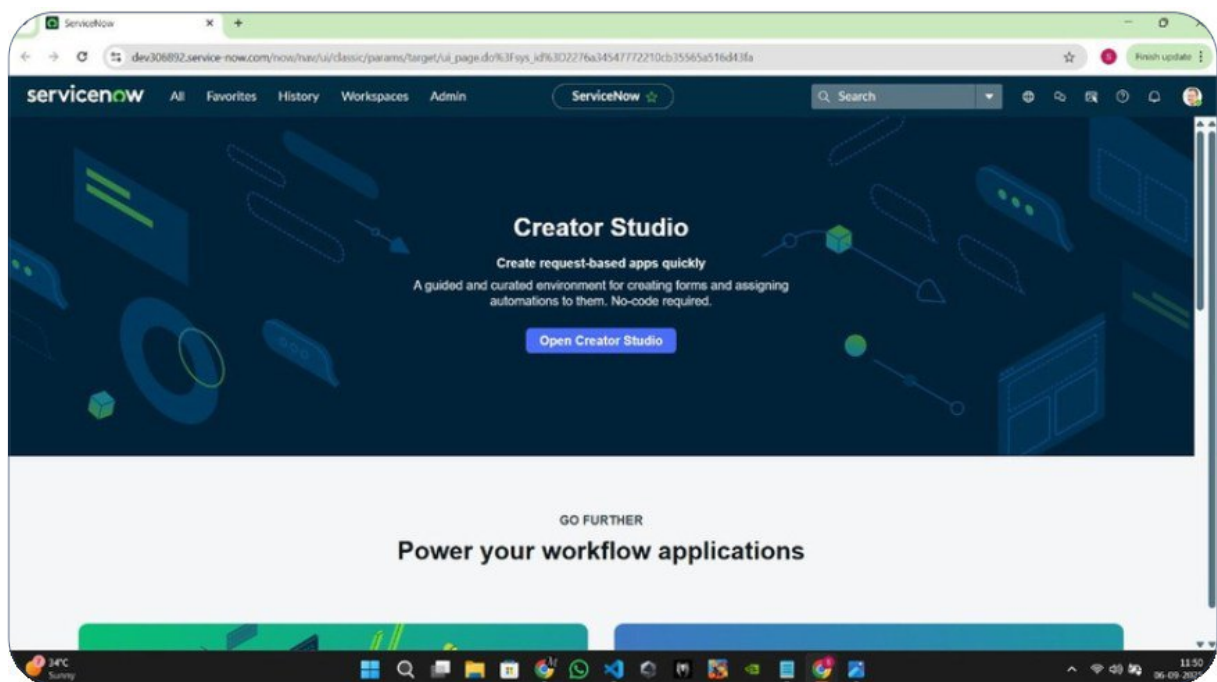 ServiceNow
dev306892.service-now.com/now/nav/ui/classic/params/target/ui_page.do%3Fsys_id%3D2276a34547772210cb35565a516d43fa
S
Finish update
servicenow
All
Favorites
History
Workspaces
Admin
ServiceNow
Search
Creator Studio
Create request-based apps quickly
A guided and curated environment for creating forms and assigning
automations to them. No-code required.
Open Creator Studio
GO FURTHER
Power your workflow applications
34°C
Sunny
11:50
06-09-2025